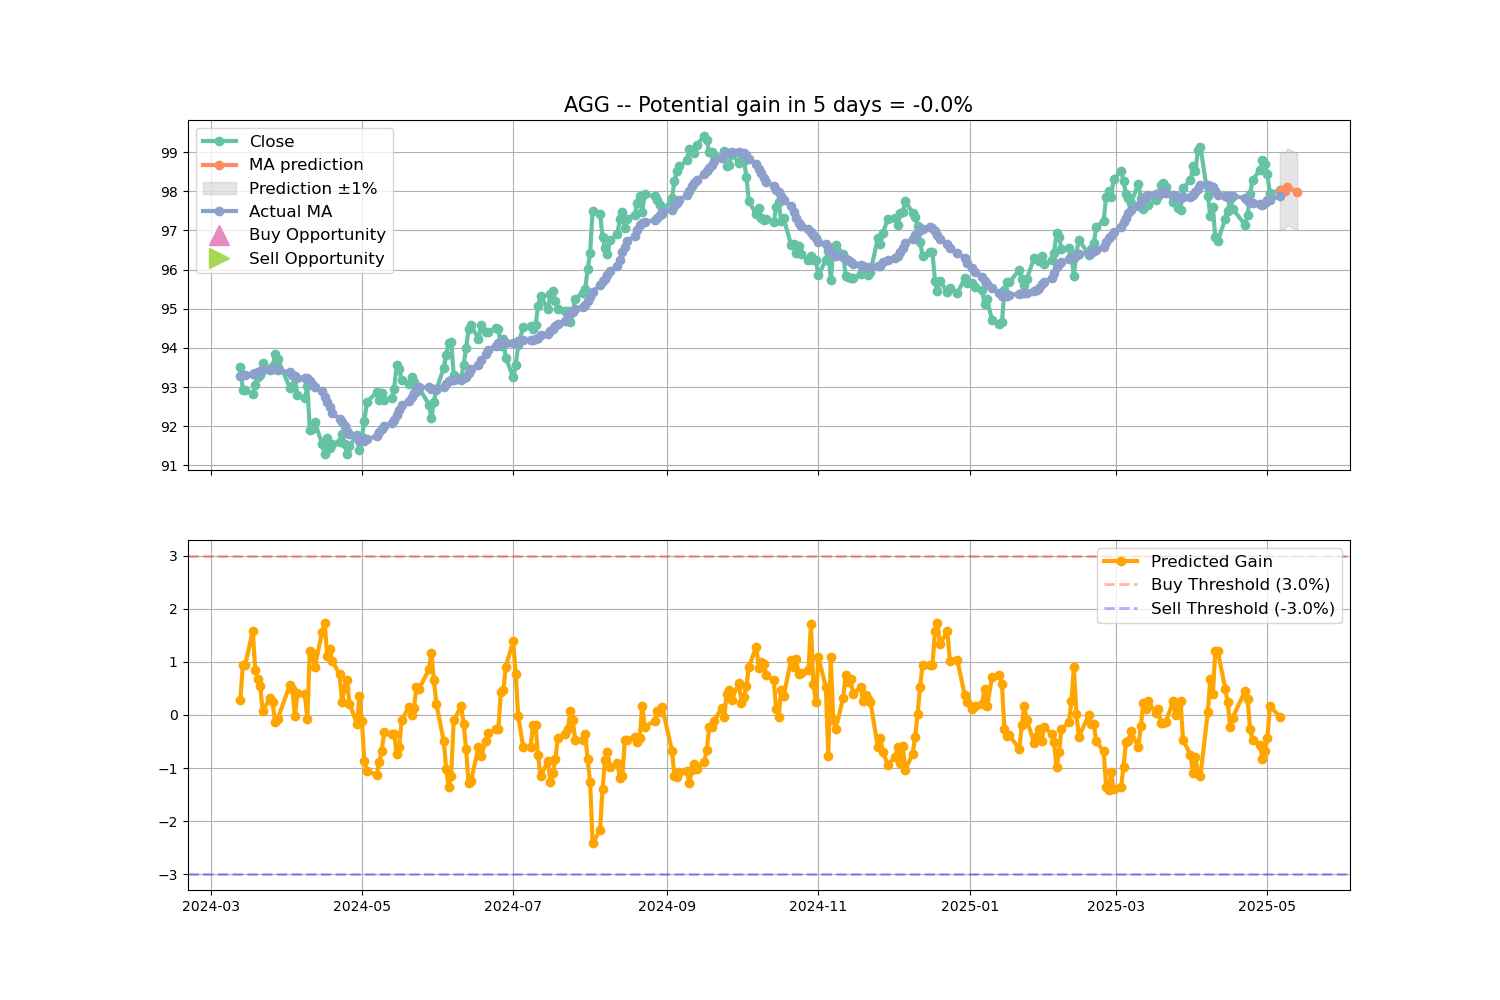 AGG -- Potential gain in 5 days = -0.0%
Close
MA prediction
Prediction ±1%
Actual MA
Buy Opportunity
Sell Opportunity
99
98
97
96
95
94
93
92
91
Predicted Gain
Buy Threshold (3.0%)
Sell Threshold (-3.0%)
3
2
1
0
−1
−2
−3
2024-03 2024-05 2024-07 2024-09 2024-11 2025-01 2025-03 2025-05